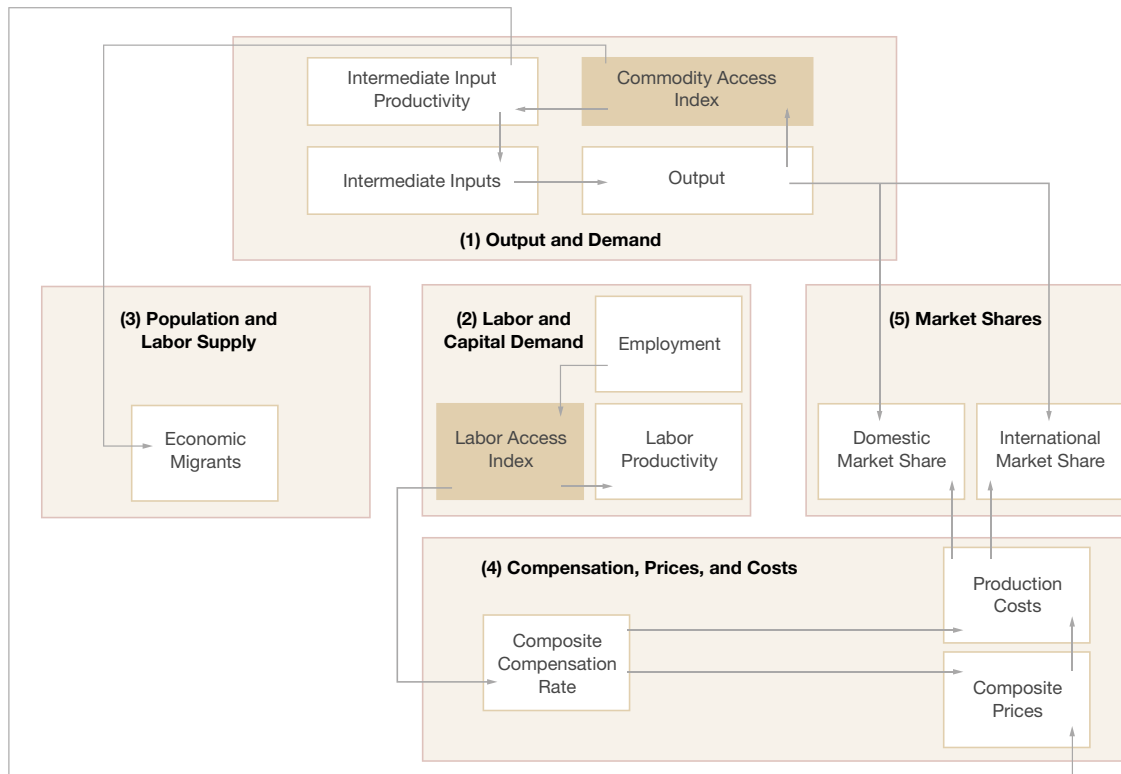 Intermediate Input
Productivity
Commodity Access
Index
Intermediate Inputs
Output
(1) Output and Demand
(3) Population and
Labor Supply
Economic
Migrants
(2) Labor and
Capital Demand
Employment
Labor Access
Index
Labor
Productivity
(5) Market Shares
Domestic
Market Share
International
Market Share
(4) Compensation, Prices, and Costs
Production
Costs
Composite
Compensation
Rate
Composite
Prices